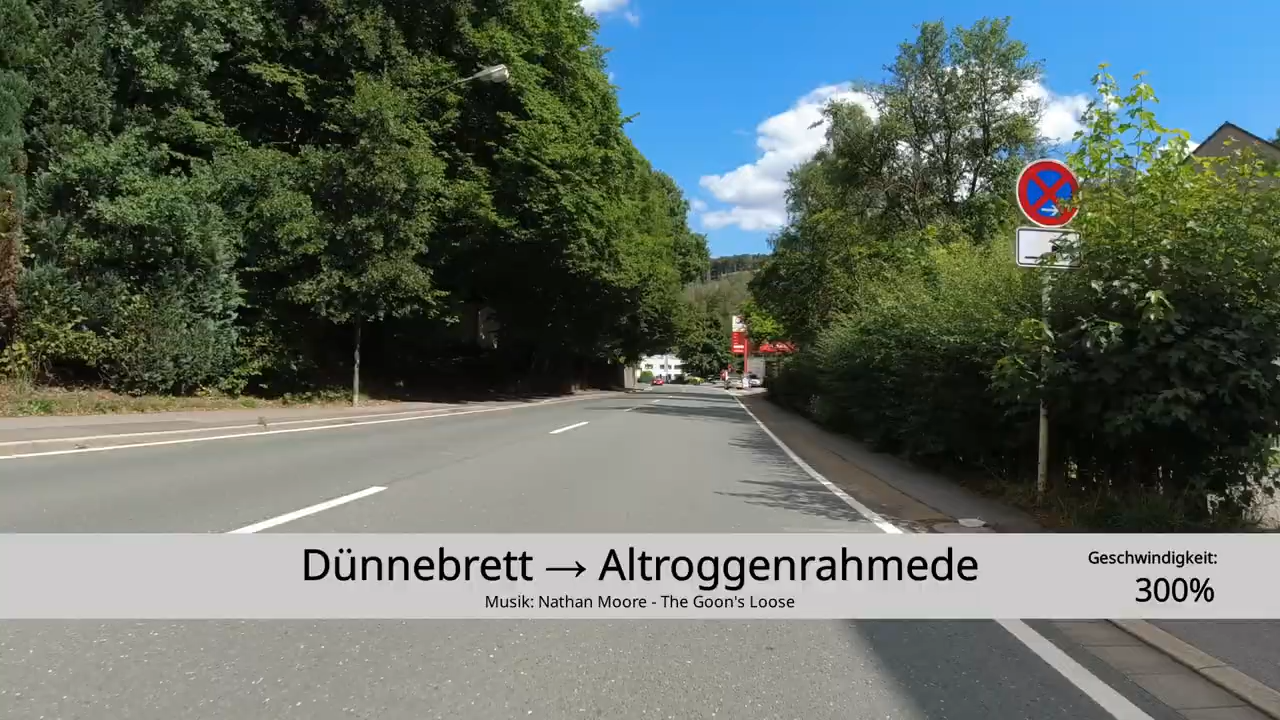 Dünnebrett → Altroggenrahmede
Musik: Nathan Moore - The Goon's Loose
Geschwindigkeit:
300%